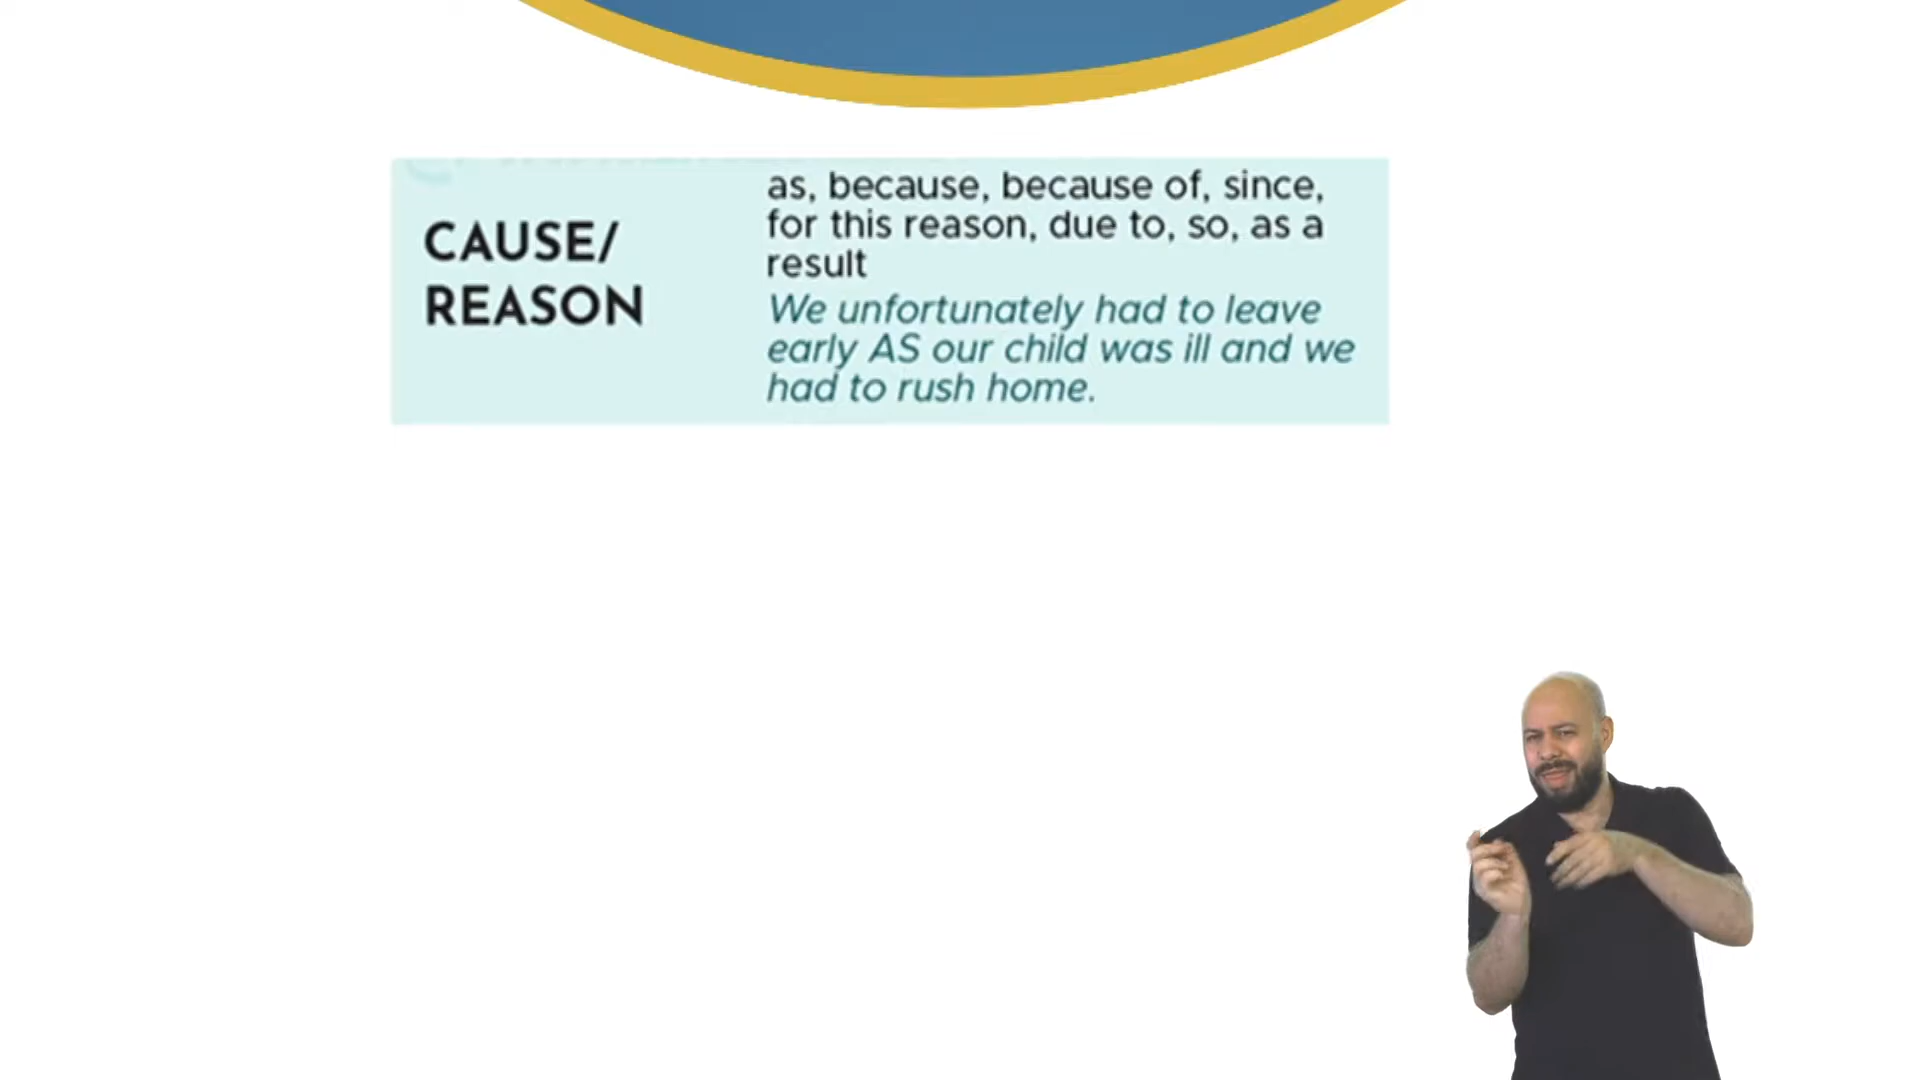 CAUSE/
REASON
as, because, because of, since,
for this reason, due to, so, as a
result
We unfortunately had to leave
early AS our child was ill and we
had to rush home.